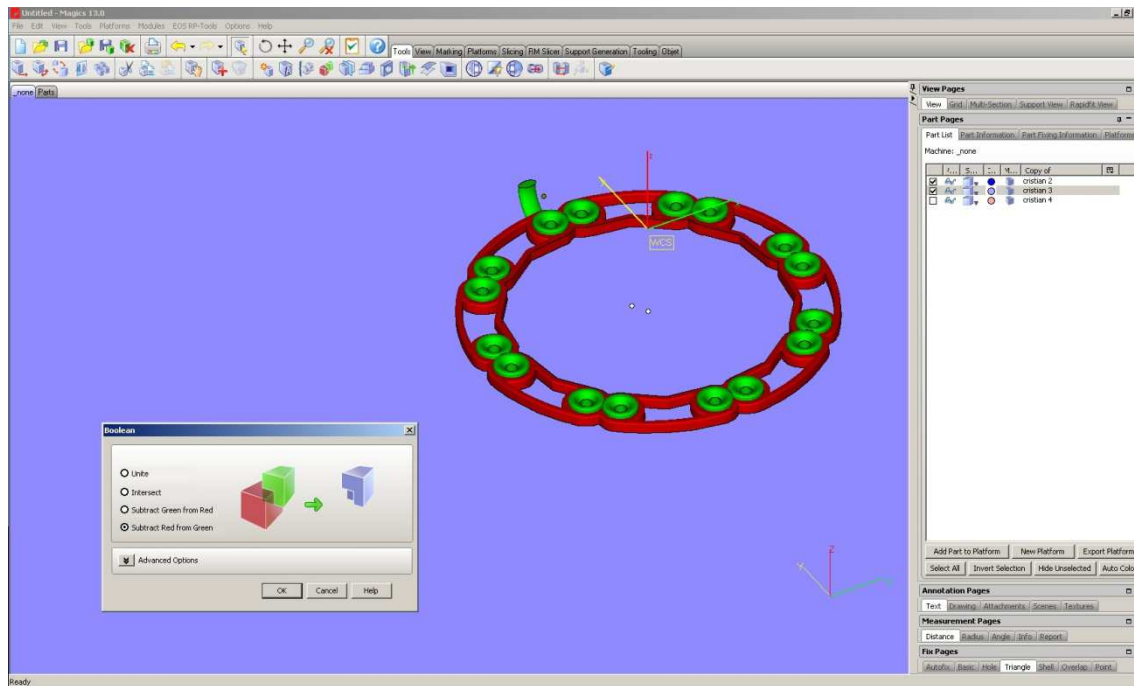 Untitled - Magics 13.0
File Edit View Tools Platforms Modules EOS RP-Tools Options Help
Tools View Marking Platforms Slicing RM Slicer Support Generation Tooling Objet
_none Parts
View Pages
View Grid Multi-Section Support View Rapidfit View
Part Pages
Part List Part Information Part Fixing Information Platforms
Machine: _none
Copy of
cristian 2
cristian 3
cristian 4
WCS
Z
Boolean
Unite
Intersect
Subtract Green from Red
Subtract Red from Green
Advanced Options
OK Cancel Help
Add Part to Platform New Platform Export Platform
Select All Invert Selection Hide Unselected Auto Colo
Annotation Pages
Text Drawing Attachments Scenes Textures
Measurement Pages
Distance Radius Angle Info Report
Fix Pages
Autofix Basic Hole Triangle Shell Overlap Point
Ready